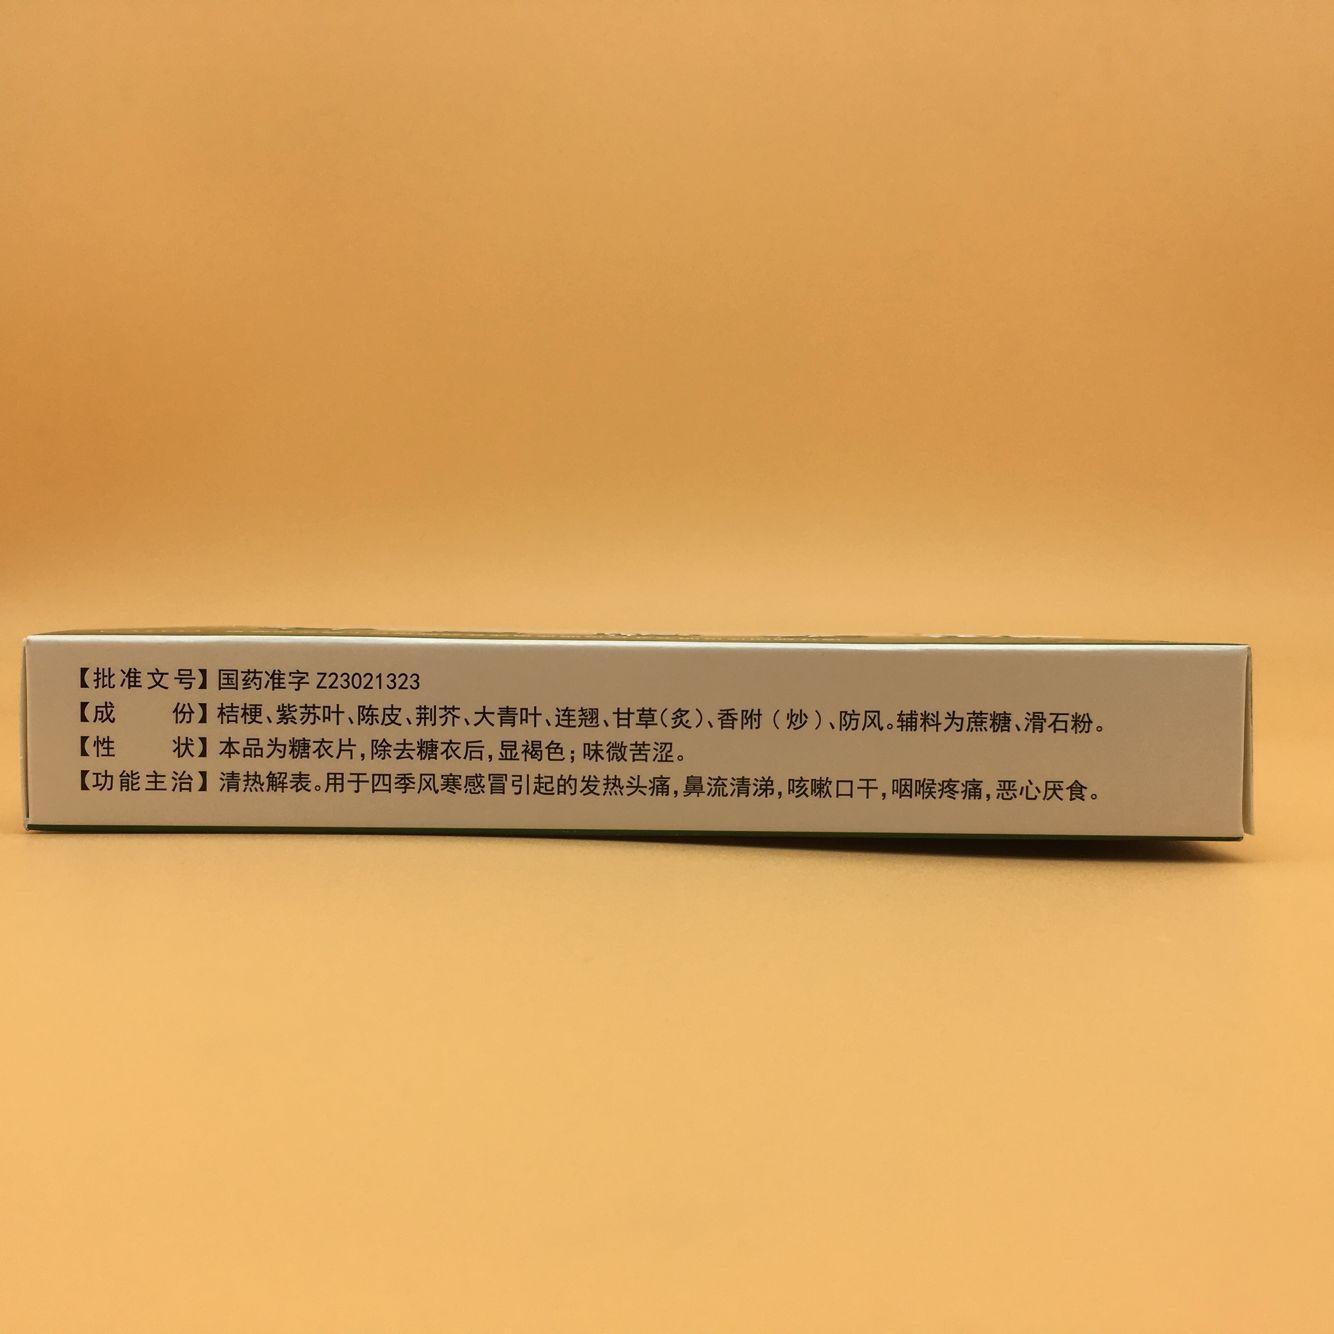 【批准文号】国药准字 Z23021323
【成 份】桔梗、紫苏叶、陈皮、荆芥、大青叶、连翘、甘草(炙)、香附(炒)、防风。辅料为蔗糖、滑石粉。
【性 状】本品为糖衣片,除去糖衣后,显褐色;味微苦涩。
【功能主治】清热解表。用于四季风寒感冒引起的发热头痛,鼻流清涕,咳嗽口干,咽喉疼痛,恶心厌食。